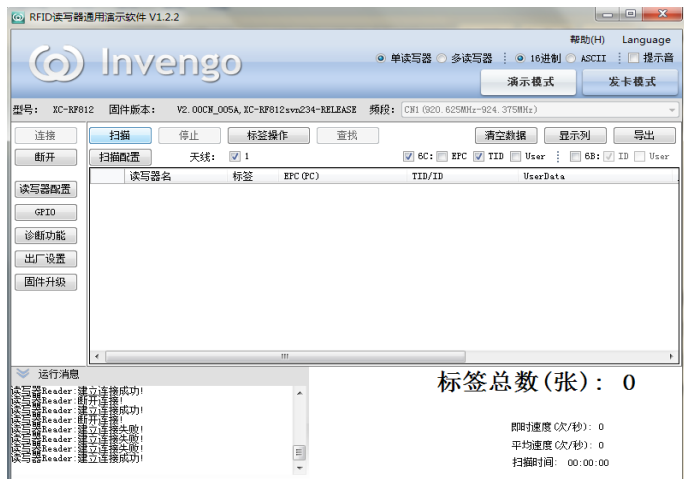 RFID读写器通用演示软件 V1.2.2
帮助(H) Language
Invengo
单读写器 多读写器 16进制 ASCII 提示音
演示模式 发卡模式
型号: XC-RF812 固件版本: V2.00CN_005A,XC-RF812svn234-RELEASE 频段: CN1(920.625MHz-924.375MHz)
连接 扫描 停止 标签操作 查找 清空数据 显示列 导出
断开 扫描配置 天线: 1 6C: EPC TID User 6B: ID User
读写器名 标签 EPC(PC) TID/ID UserData
读写器配置
GPIO
诊断功能
出厂设置
固件升级
运行消息
标签总数(张): 0
读写器Reader:建立连接成功!
读写器Reader:断开连接!
读写器Reader:建立连接成功!
读写器Reader:断开连接!
读写器Reader:建立连接失败!
读写器Reader:建立连接失败!
读写器Reader:建立连接失败!
读写器Reader:建立连接成功!
即时速度(次/秒): 0
平均速度(次/秒): 0
扫描时间: 00:00:00